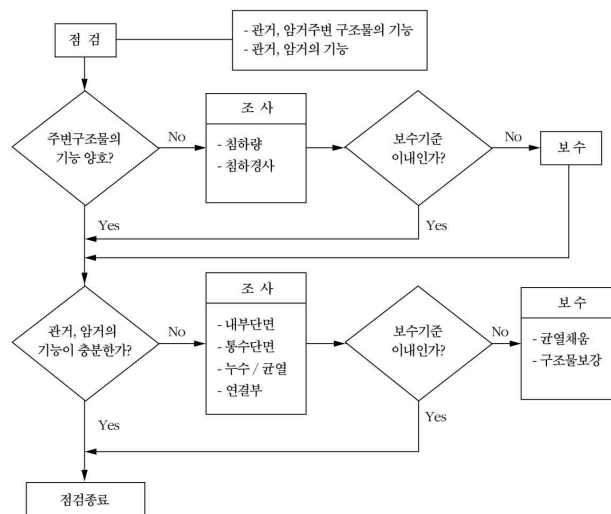 점 검
- 관거, 암거주변 구조물의 기능
- 관거, 암거의 기능
주변구조물의
기능 양호?
No
조 사
- 침하량
- 침하경사
보수기준
이내인가?
No
보 수
Yes
Yes
관거, 암거의
기능이 충분한가?
No
조 사
- 내부단면
- 통수단면
- 누수 / 균열
- 연결부
보수기준
이내인가?
No
보 수
- 균열채움
- 구조물보강
Yes
Yes
점검종료